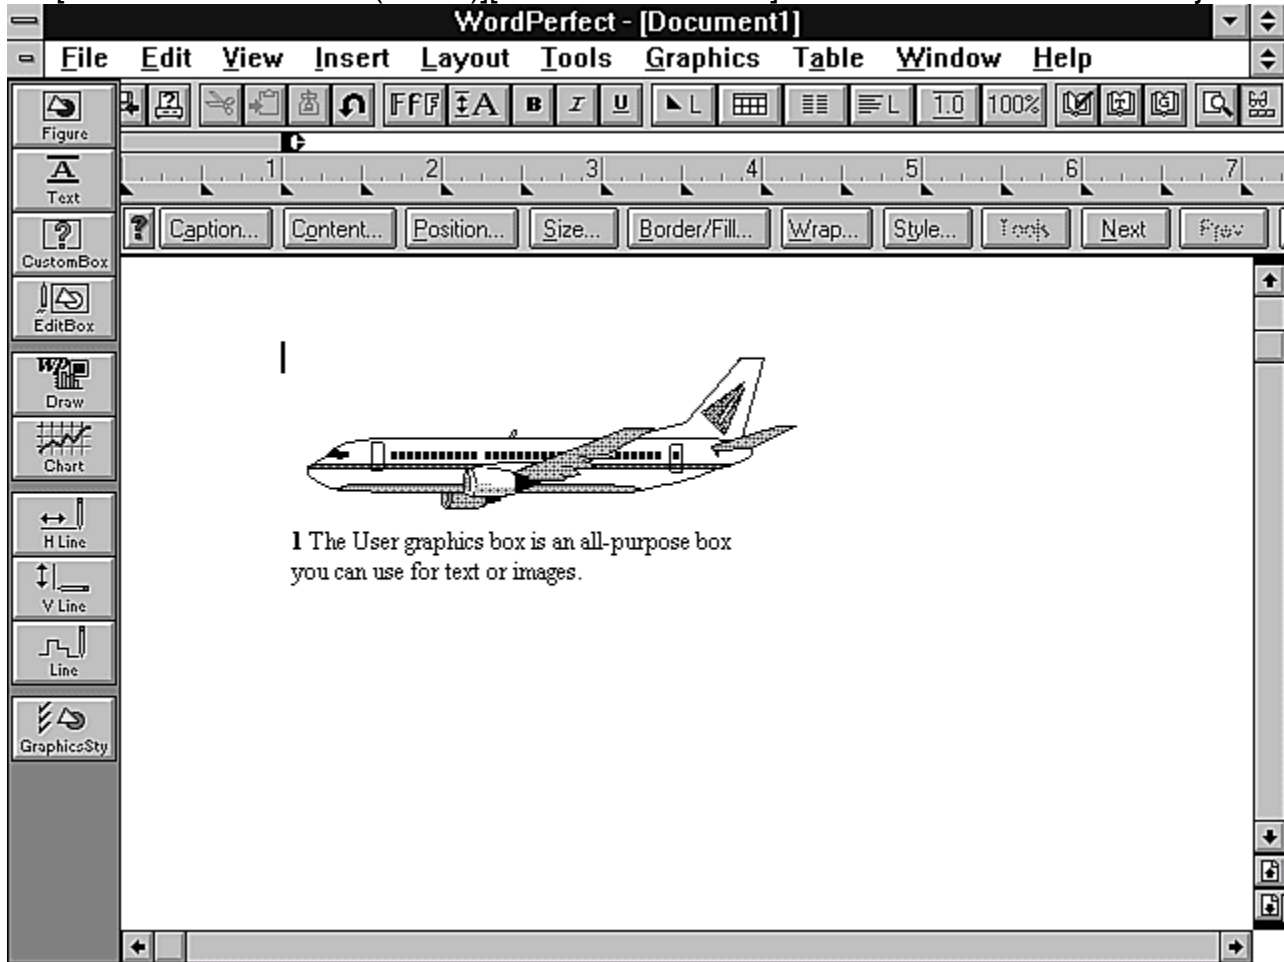 WordPerfect - [Document1]
File Edit View Insert Layout Tools Graphics Table Window Help
Figure
FfF A B I U L L 1.0 100%
1 2 3 4 5 6 7
Text
? Caption... Content... Position... Size... Border/Fill... Wrap... Style... Tools Next Prev
CustomBox
EditBox
WP
Draw
Chart
H Line
V Line
Line
GraphicsSty
1 The User graphics box is an all-purpose box
you can use for text or images.